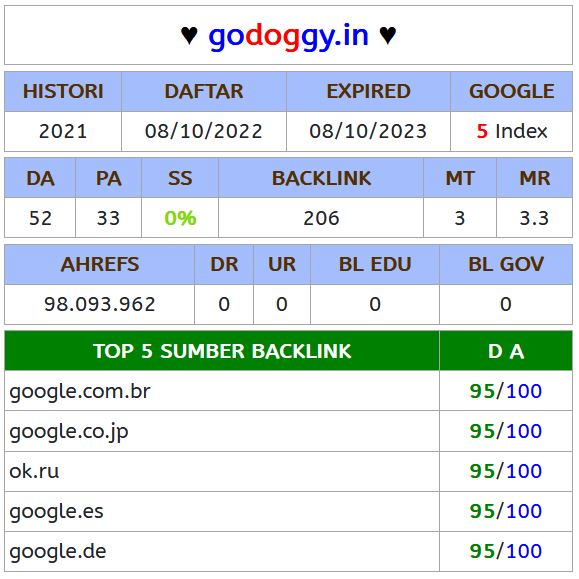 ♥ godoggy.in ♥
HISTORI DAFTAR EXPIRED GOOGLE
2021 08/10/2022 08/10/2023 5 Index
DA PA SS BACKLINK MT MR
52 33 0% 206 3 3.3
AHREFS DR UR BL EDU BL GOV
98.093.962 0 0 0 0
TOP 5 SUMBER BACKLINK D A
google.com.br 95/100
google.co.jp 95/100
ok.ru 95/100
google.es 95/100
google.de 95/100